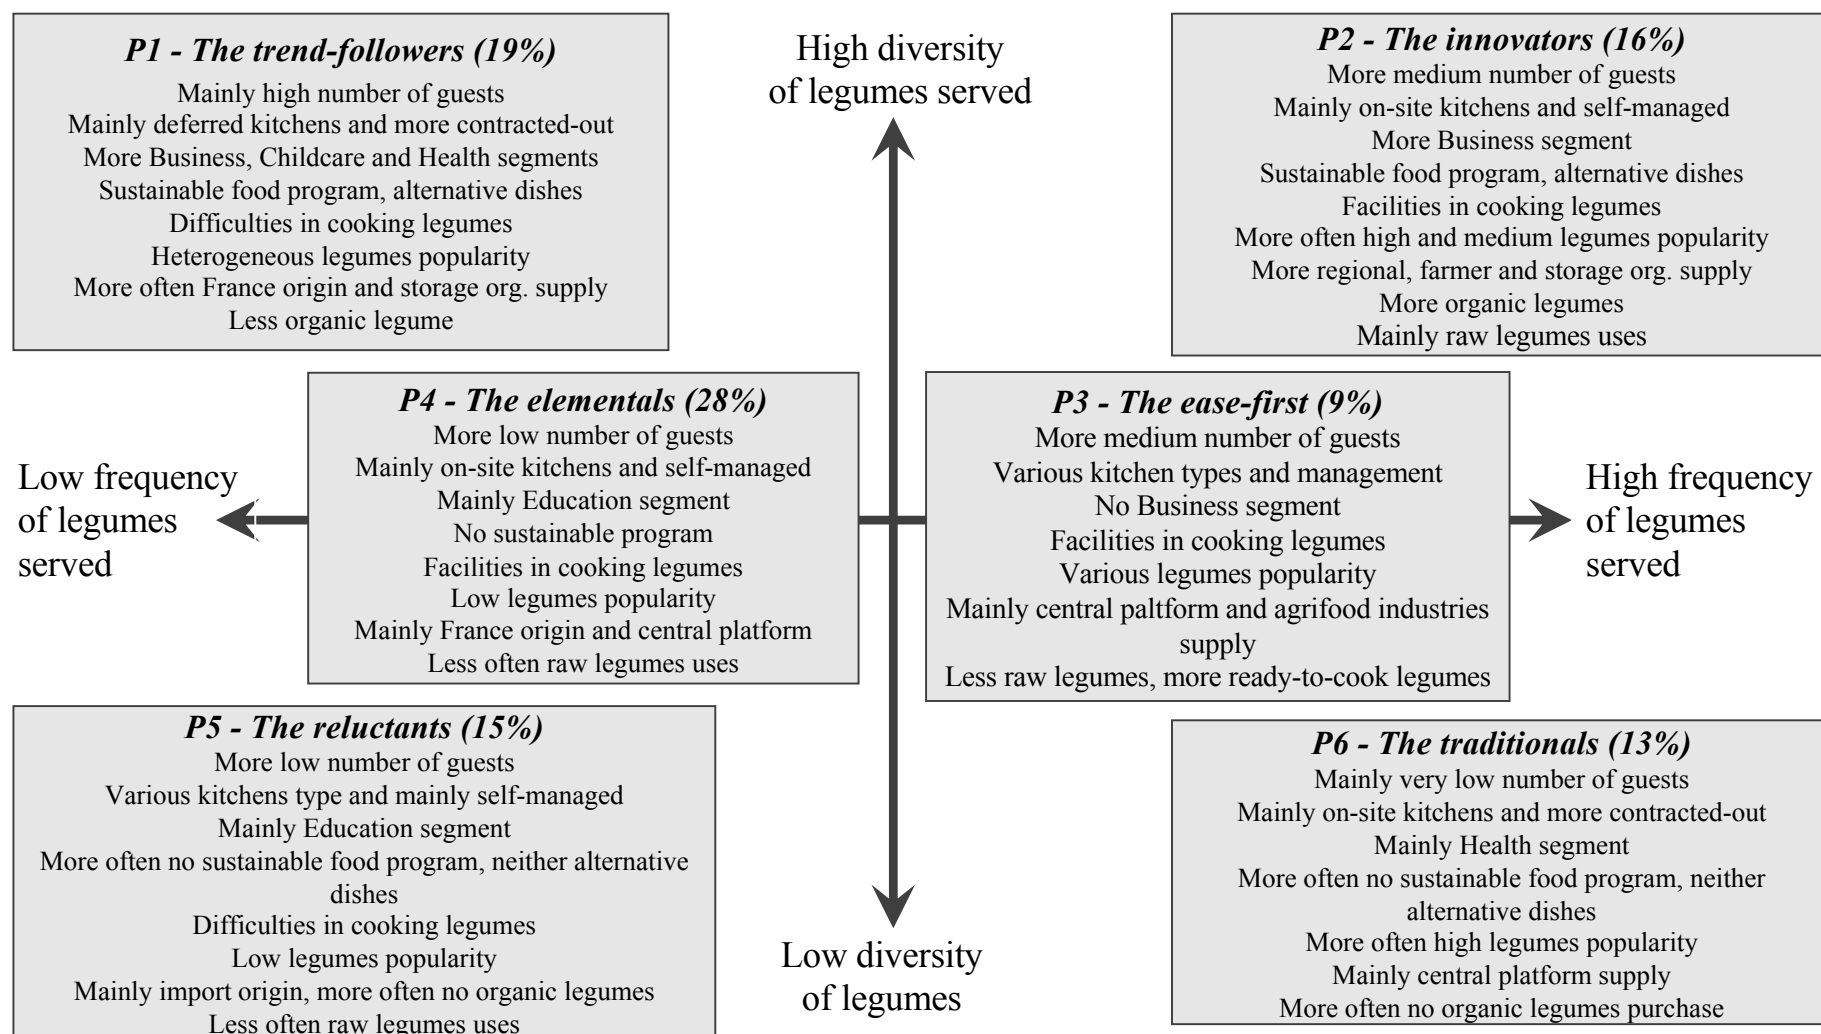 P1 - The trend-followers (19%)
Mainly high number of guests
Mainly deferred kitchens and more contracted-out
More Business, Childcare and Health segments
Sustainable food program, alternative dishes
Difficulties in cooking legumes
Heterogeneous legumes popularity
More often France origin and storage org. supply
Less organic legume
High diversity
of legumes served
P2 - The innovators (16%)
More medium number of guests
Mainly on-site kitchens and self-managed
More Business segment
Sustainable food program, alternative dishes
Facilities in cooking legumes
More often high and medium legumes popularity
More regional, farmer and storage org. supply
More organic legumes
Mainly raw legumes uses
Low frequency
of legumes
served
P4 - The elementals (28%)
More low number of guests
Mainly on-site kitchens and self-managed
Mainly Education segment
No sustainable program
Facilities in cooking legumes
Low legumes popularity
Mainly France origin and central platform
Less often raw legumes uses
P3 - The ease-first (9%)
More medium number of guests
Various kitchen types and management
No Business segment
Facilities in cooking legumes
Various legumes popularity
Mainly central paltform and agrifood industries
supply
Less raw legumes, more ready-to-cook legumes
High frequency
of legumes
served
P5 - The reluctants (15%)
More low number of guests
Various kitchens type and mainly self-managed
Mainly Education segment
More often no sustainable food program, neither alternative
dishes
Difficulties in cooking legumes
Low legumes popularity
Mainly import origin, more often no organic legumes
Less often raw legumes uses
Low diversity
of legumes
P6 - The traditionals (13%)
Mainly very low number of guests
Mainly on-site kitchens and more contracted-out
Mainly Health segment
More often no sustainable food program, neither
alternative dishes
More often high legumes popularity
Mainly central platform supply
More often no organic legumes purchase